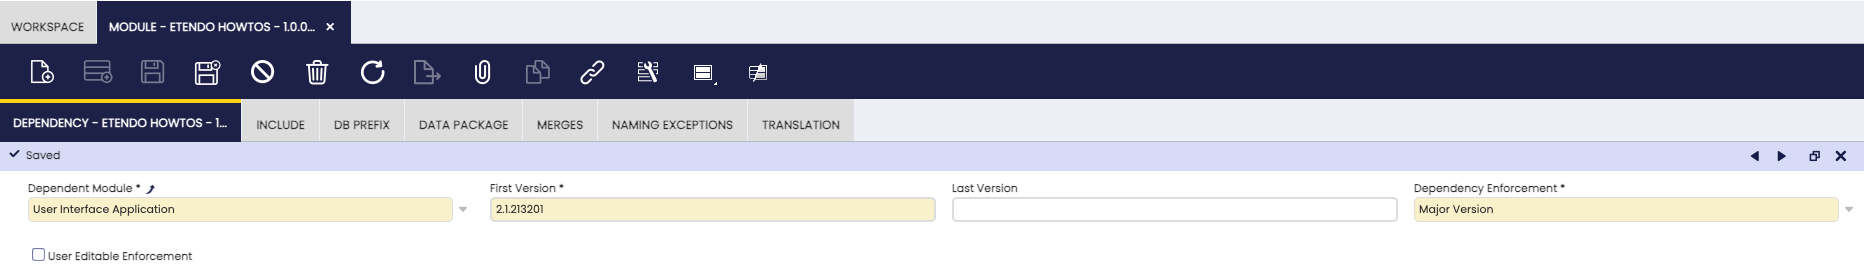 WORKSPACE MODULE - ETENDO HOWTOS - 1.0.0...
DEPENDENCY - ETENDO HOWTOS - 1... INCLUDE DB PREFIX DATA PACKAGE MERGES NAMING EXCEPTIONS TRANSLATION
Saved
Dependent Module * First Version * Last Version Dependency Enforcement *
User Interface Application 2.1.213201 Major Version
User Editable Enforcement